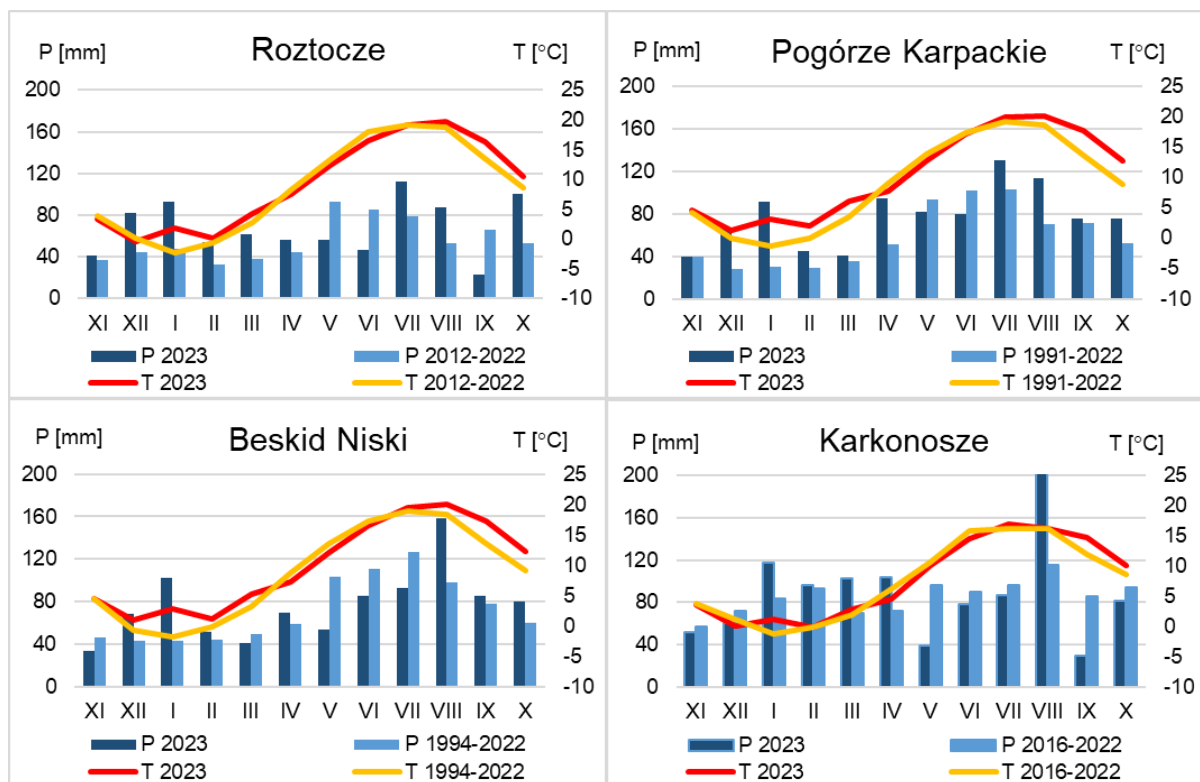 Roztocze
P [mm] T [°C]
200 25
160 20
120 15
80 10
40 5
0 0
-5
-10
XI XII I II III IV V VI VII VIII IX X
P 2023 P 2012-2022
T 2023 T 2012-2022
Pogórze Karpackie
P [mm] T [°C]
200 25
160 20
120 15
80 10
40 5
0 0
-5
-10
XI XII I II III IV V VI VII VIII IX X
P 2023 P 1991-2022
T 2023 T 1991-2022
Beskid Niski
P [mm] T [°C]
200 25
160 20
120 15
80 10
40 5
0 0
-5
-10
XI XII I II III IV V VI VII VIII IX X
P 2023 P 1994-2022
T 2023 T 1994-2022
Karkonosze
P [mm] T [°C]
200 25
160 20
120 15
80 10
40 5
0 0
-5
-10
XI XII I II III IV V VI VII VIII IX X
P 2023 P 2016-2022
T 2023 T 2016-2022